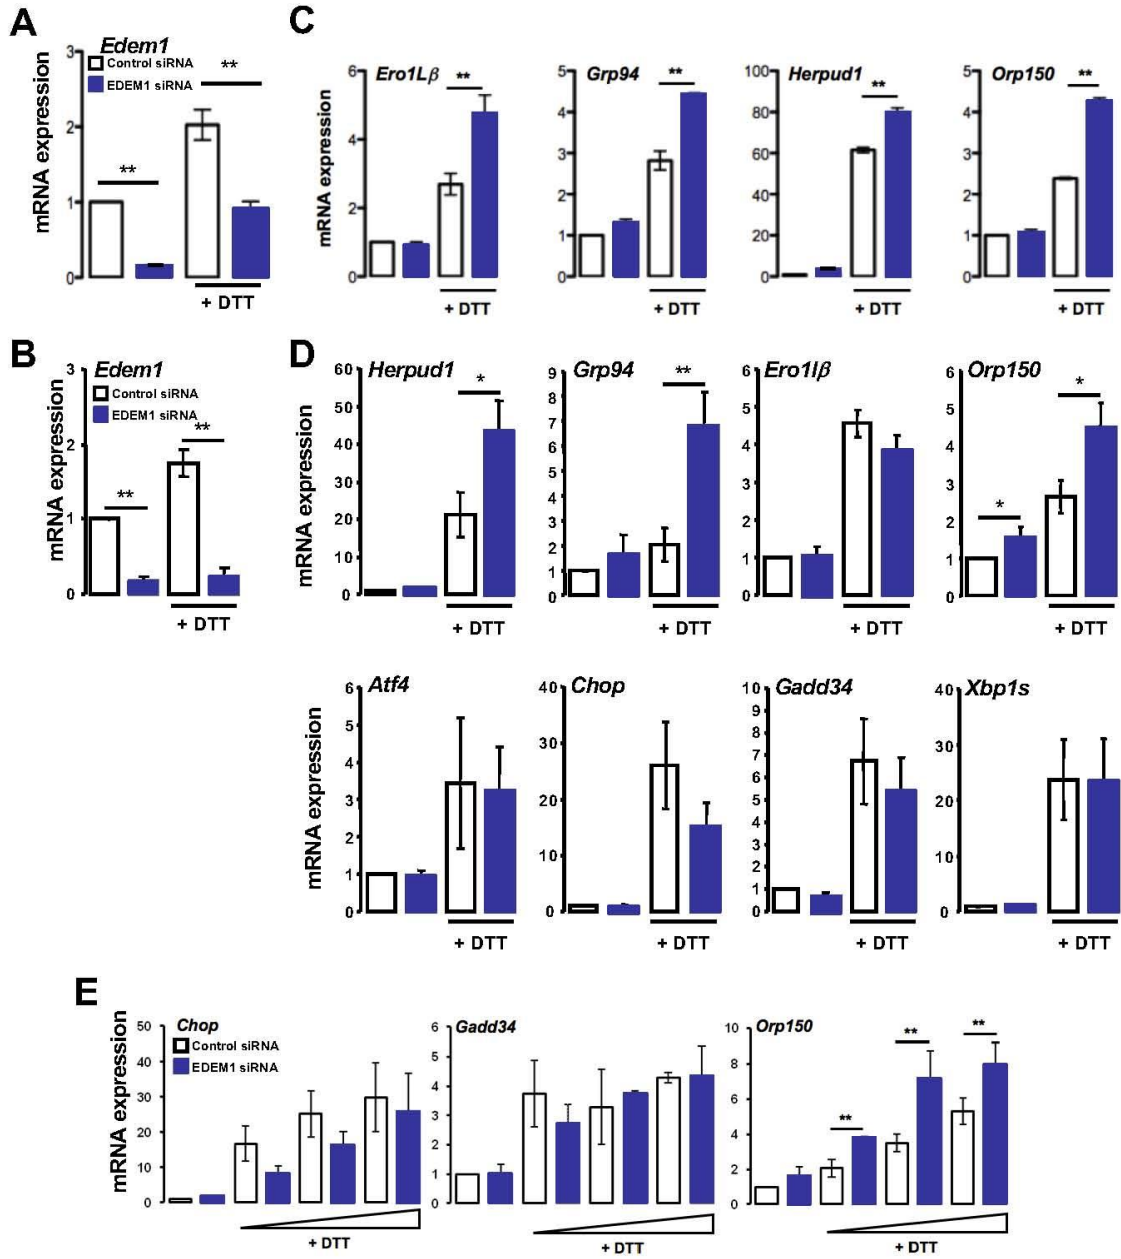 A
Edem1
Control siRNA
EDEM1 siRNA
mRNA expression
3
2
1
0
**
**
+ DTT
C
mRNA expression
Ero1Lβ
6
4
2
0
**
+ DTT
Grp94
5
4
3
2
1
0
**
+ DTT
Herpud1
100
80
60
40
20
0
**
+ DTT
Orp150
5
4
3
2
1
0
**
+ DTT
B
Edem1
Control siRNA
EDEM1 siRNA
mRNA expression
3
2
1
0
**
**
+ DTT
D
mRNA expression
Herpud1
60
50
40
30
20
10
0
*
+ DTT
Grp94
9
8
7
6
5
4
3
2
1
0
**
+ DTT
Ero1lβ
6
5
4
3
2
1
0
+ DTT
Orp150
6
5
4
3
2
1
0
*
*
+ DTT
mRNA expression
Atf4
6
5
4
3
2
1
0
+ DTT
Chop
40
30
20
10
0
+ DTT
Gadd34
10
9
8
7
6
5
4
3
2
1
0
+ DTT
Xbp1s
40
30
20
10
0
+ DTT
E
mRNA expression
Chop
Control siRNA
EDEM1 siRNA
50
40
30
20
10
0
+ DTT
Gadd34
6
5
4
3
2
1
0
+ DTT
Orp150
10
8
6
4
2
0
**
**
**
+ DTT